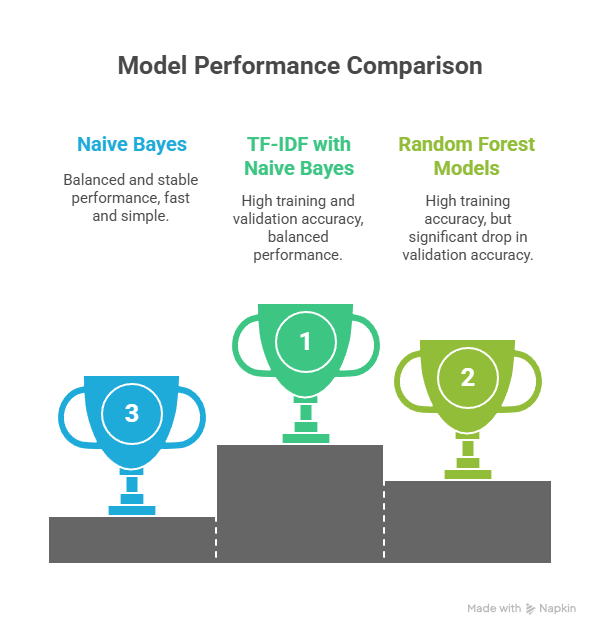 Model Performance Comparison
Naive Bayes
Balanced and stable
performance, fast
and simple.
TF-IDF with
Naive Bayes
High training and
validation accuracy,
balanced
performance.
Random Forest
Models
High training
accuracy, but
significant drop in
validation accuracy.
3
1
2
Made with Napkin